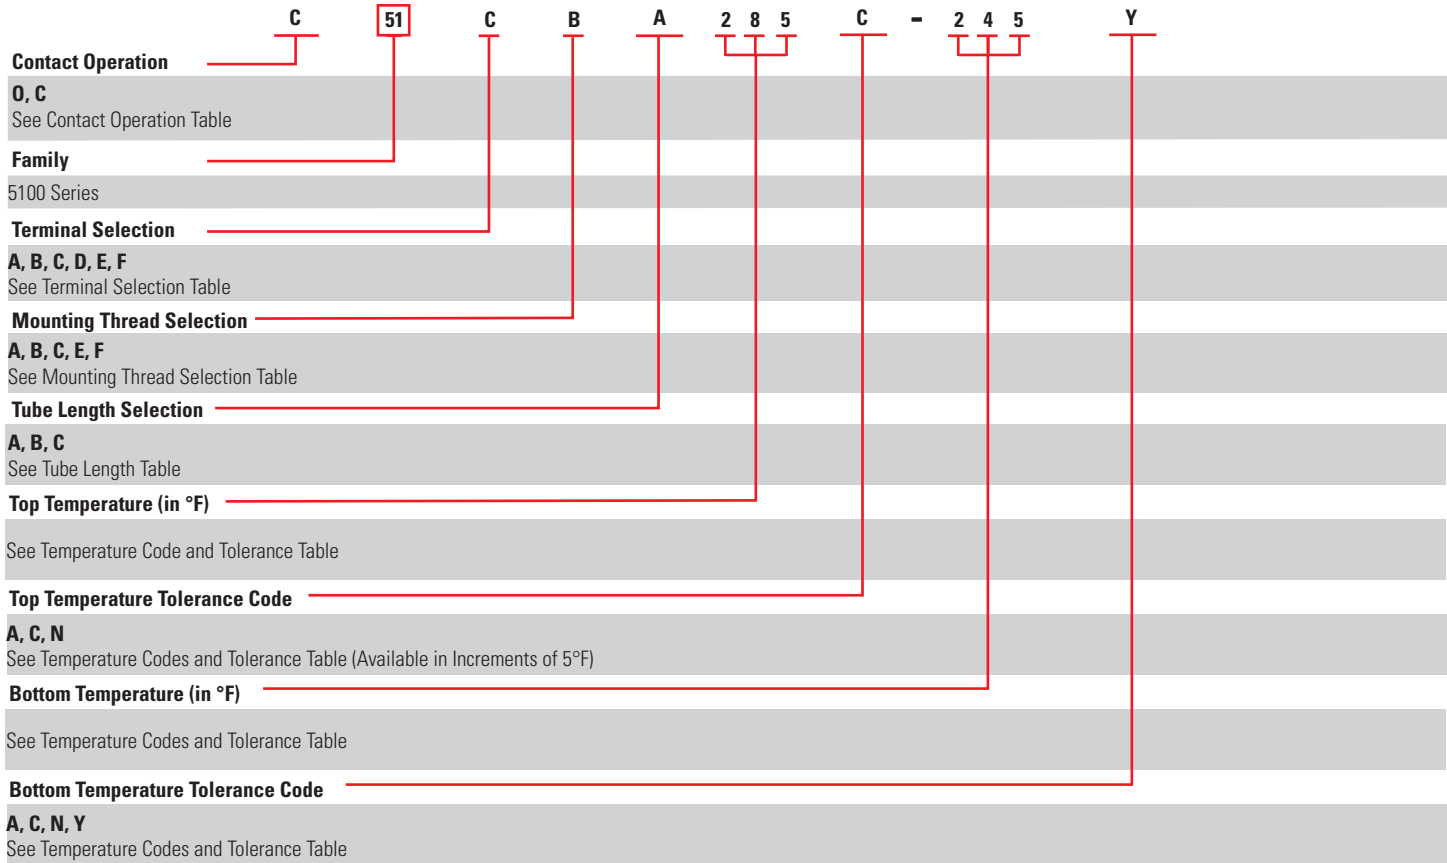 C 51 C B A 2 8 5 C - 2 4 5 Y
Contact Operation
O, C
See Contact Operation Table
Family
5100 Series
Terminal Selection
A, B, C, D, E, F
See Terminal Selection Table
Mounting Thread Selection
A, B, C, E, F
See Mounting Thread Selection Table
Tube Length Selection
A, B, C
See Tube Length Table
Top Temperature (in °F)
See Temperature Code and Tolerance Table
Top Temperature Tolerance Code
A, C, N
See Temperature Codes and Tolerance Table (Available in Increments of 5°F)
Bottom Temperature (in °F)
See Temperature Codes and Tolerance Table
Bottom Temperature Tolerance Code
A, C, N, Y
See Temperature Codes and Tolerance Table